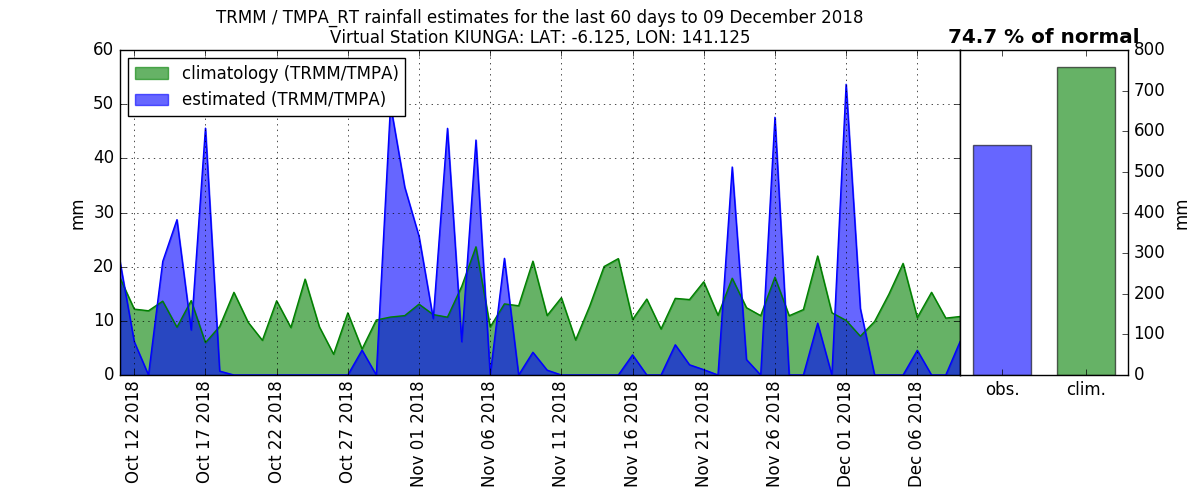 TRMM / TMPA_RT rainfall estimates for the last 60 days to 09 December 2018
Virtual Station KIUNGA: LAT: -6.125, LON: 141.125
74.7 % of normal
climatology (TRMM/TMPA)
estimated (TRMM/TMPA)
60
50
40
30
20
10
0
mm
Oct 12 2018
Oct 17 2018
Oct 22 2018
Oct 27 2018
Nov 01 2018
Nov 06 2018
Nov 11 2018
Nov 16 2018
Nov 21 2018
Nov 26 2018
Dec 01 2018
Dec 06 2018
obs.
clim.
800
700
600
500
400
300
200
100
0
mm